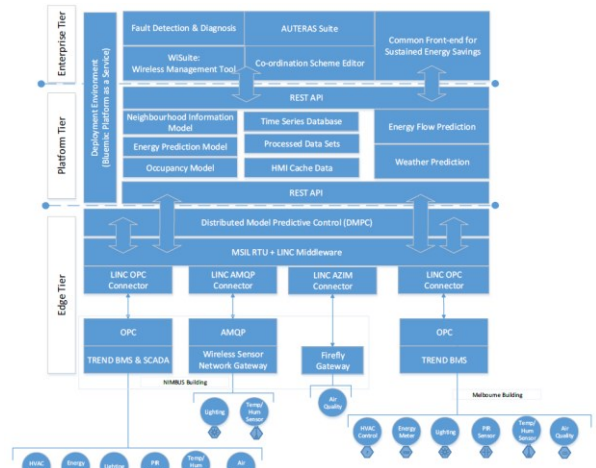 Enterprise Tier
Platform Tier
Edge Tier
Deployment Environment
(Bluemix Platform as a Service)
Fault Detection & Diagnosis
AUTERAS Suite
Common Front-end for
Sustained Energy Savings
WiSuite:
Wireless Management Tool
Co-ordination Scheme Editor
REST API
Neighbourhood Information
Model
Time Series Database
Energy Flow Prediction
Energy Prediction Model
Processed Data Sets
Weather Prediction
Occupancy Model
HMI Cache Data
REST API
Distributed Model Predictive Control (DMPC)
MSIL RTU + LINC Middleware
LINC OPC
Connector
LINC AMQP
Connector
LINC AZIM
Connector
LINC OPC
Connector
OPC
TREND BMS & SCADA
AMQP
Wireless Sensor
Network Gateway
Firefly
Gateway
OPC
TREND BMS
NIMBUS Building
Melbourne Building
Lighting
Temp/
Hum
Sensor
Air
Quality
HVAC
Control
Energy
Meter
Lighting
PIR
Sensor
Temp/
Hum
Sensor
Air
Quality
HVAC
Energy
Lighting
PIR
Temp/
Hum
Air